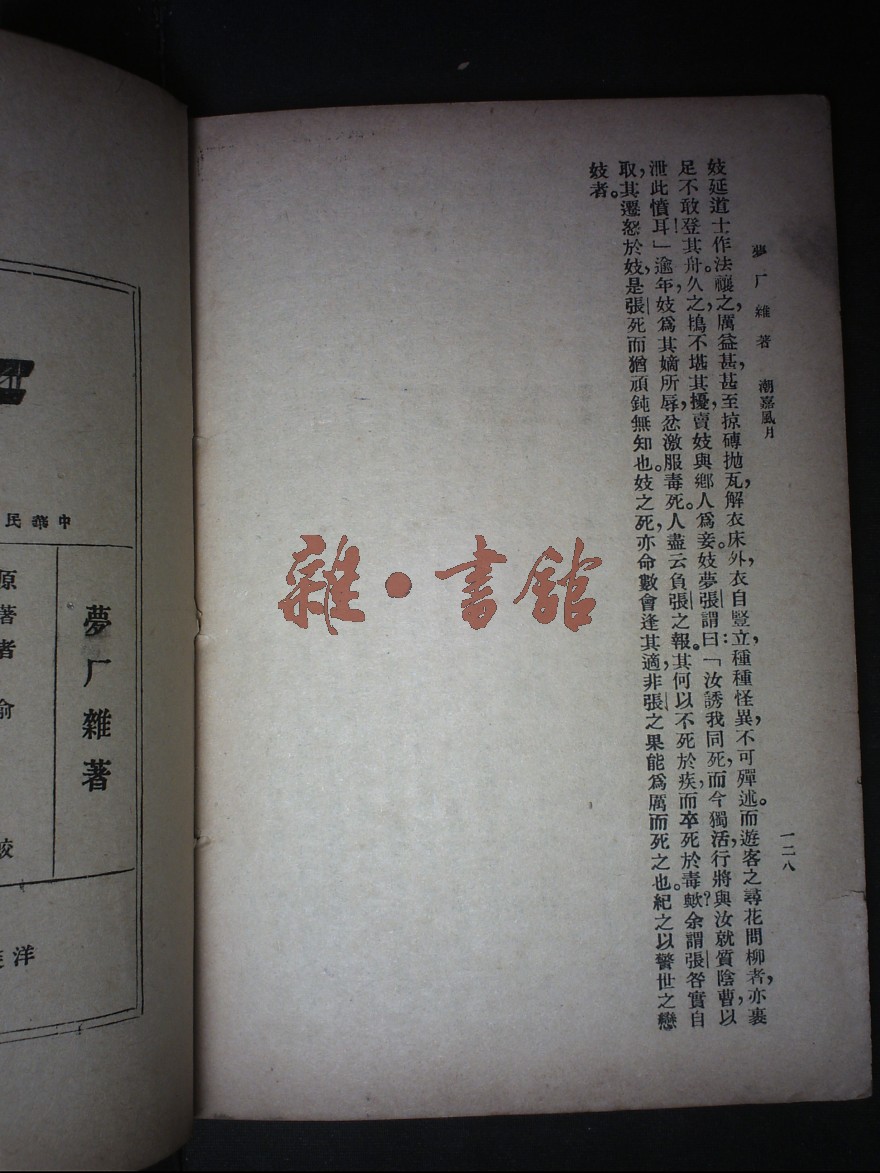 夢厂雜著 潮嘉風月
妓延道士作法禳之。厲益甚，甚至掠磚抛瓦，解衣床外，衣自豎立，種種怪異，不可殫述。而遊客之尋花問柳者，亦裹
足不敢登其舟。久之，鴇不堪其擾，賣妓與鄉人爲妾。妓夢張謂曰：「汝誘我同死，而今獨活，行將與汝就質陰曹，以
泄此憤耳！」逾年，妓爲其嫡所辱，忿激服毒死。人盡云負張之報。其何以不死於疾，而卒死於毒歟？余謂張咎實自
取，其遷怒於妓，是張死而猶頑鈍無知也。妓之死，亦命數會逢其適，非張之果能爲厲而死之也。紀之以警世之戀
妓者。
一二八
雜·書館
中華民
夢厂雜著
原著者 俞
校
洋